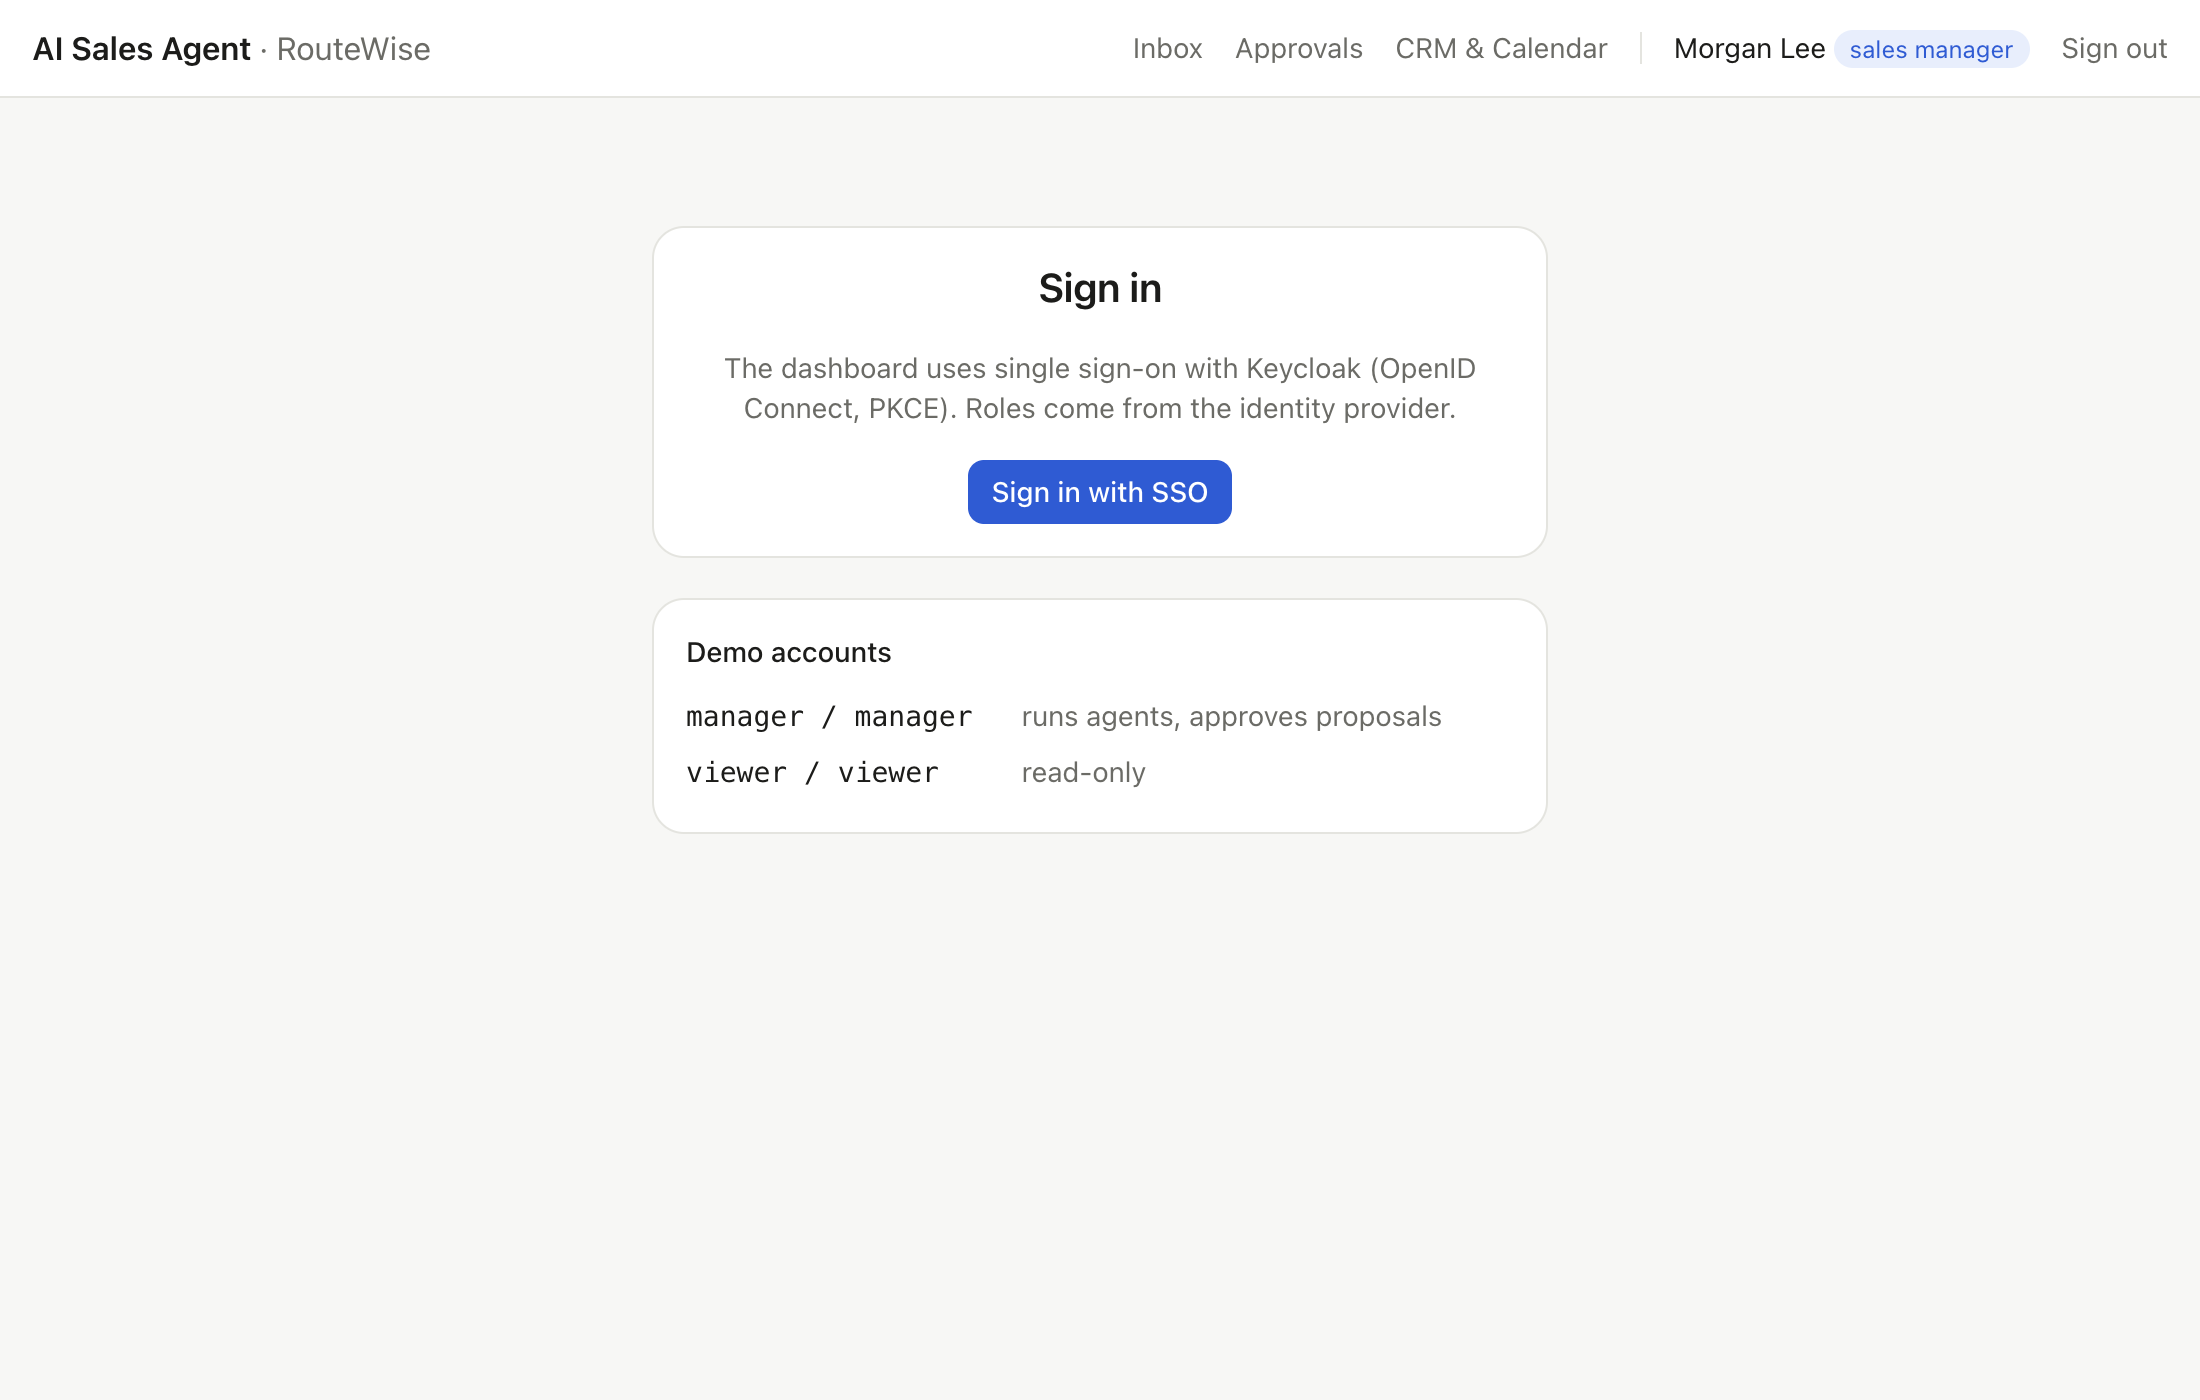 AI Sales Agent · RouteWise
Inbox
Approvals
CRM & Calendar
Morgan Lee
sales manager
Sign out
Sign in
The dashboard uses single sign-on with Keycloak (OpenID
Connect, PKCE). Roles come from the identity provider.
Sign in with SSO
Demo accounts
manager / manager runs agents, approves proposals
viewer / viewer read-only